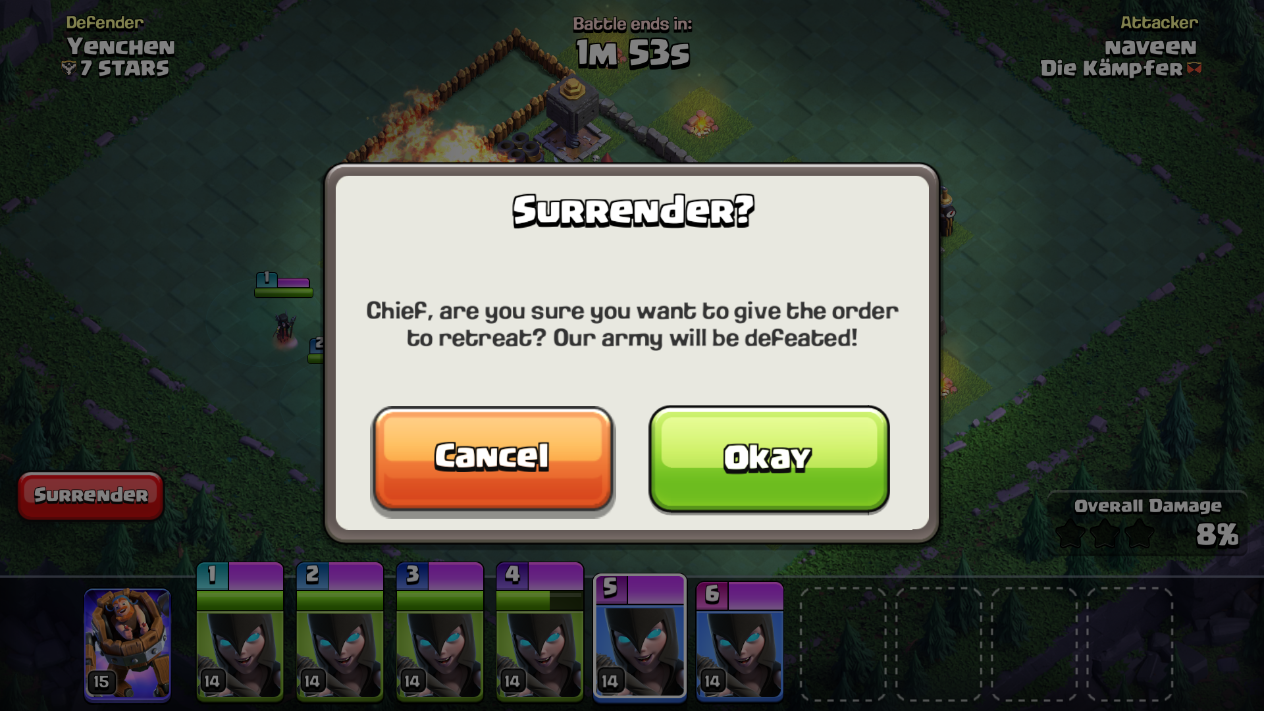 Defender
Yenchen
7 STARS
Battle ends in:
1M 53s
Attacker
naveen
Die Kämpfer
Surrender?
Chief, are you sure you want to give the order
to retreat? Our army will be defeated!
Cancel
Okay
1
2
Surrender
Overall Damage
8%
1 2 3 4 5 6
15 14 14 14 14 14 14